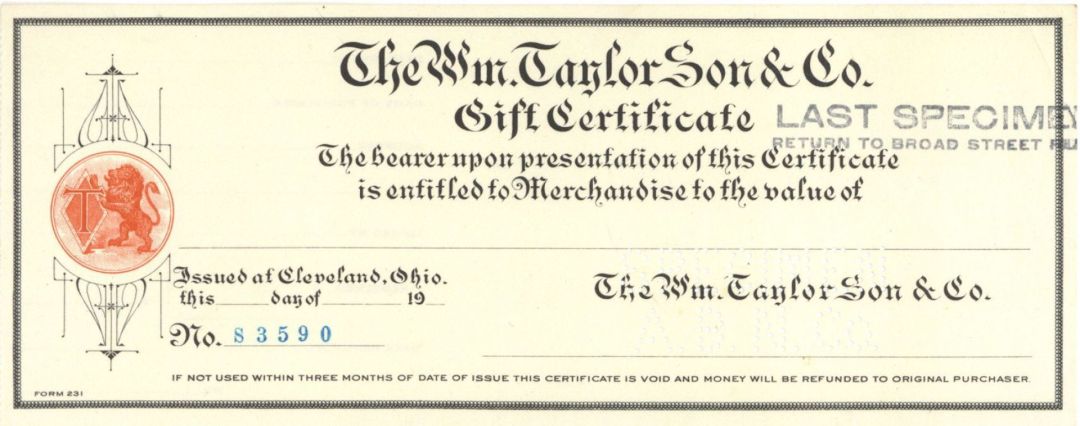 The Wm. Taylor Son & Co.
Gift Certificate
LAST SPECIMEN
RETURN TO BROAD STREET
The bearer upon presentation of this Certificate
is entitled to Merchandise to the value of
T
SPECIMEN
Issued at Cleveland, Ohio.
this day of 19
The Wm. Taylor Son & Co.
A. B. N. Co.
No. 83590
IF NOT USED WITHIN THREE MONTHS OF DATE OF ISSUE THIS CERTIFICATE IS VOID AND MONEY WILL BE REFUNDED TO ORIGINAL PURCHASER.
FORM 231